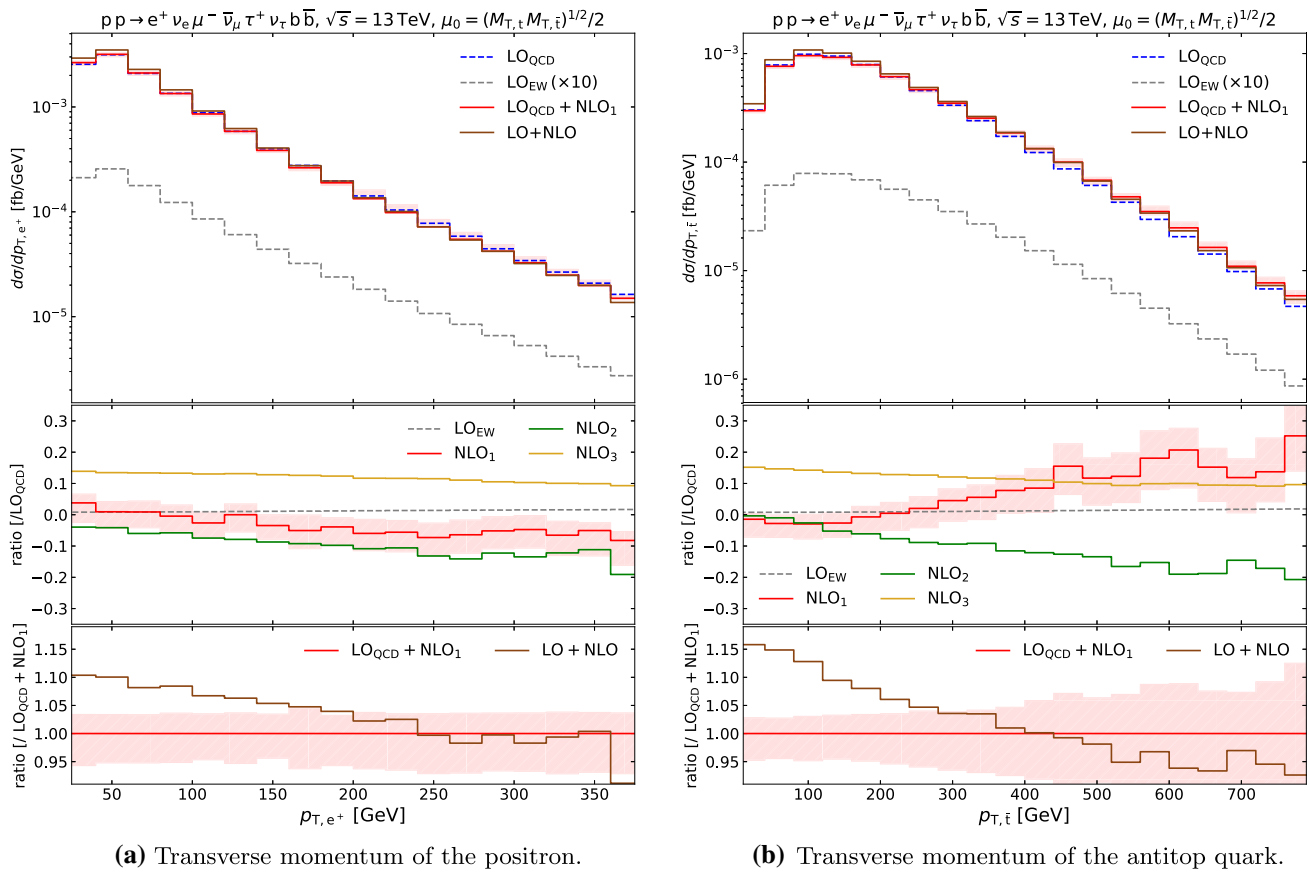 pp→e⁺ νₑ μ⁻ ν̄_μ τ⁺ ν_τ b b̄, √s = 13 TeV, μ₀ = (M_T,t M_T,t̄)^1/2/2
LO_QCD
LO_EW (×10)
LO_QCD + NLO₁
LO+NLO
10⁻³
10⁻⁴
10⁻⁵
dσ/dp_T,e⁺ [fb/GeV]
LO_EW
NLO₁
NLO₂
NLO₃
0.3
0.2
0.1
0.0
−0.1
−0.2
−0.3
ratio [/LO_QCD]
LO_QCD + NLO₁
LO + NLO
1.15
1.10
1.05
1.00
0.95
ratio [/ LO_QCD + NLO₁]
50 100 150 200 250 300 350
p_T,e⁺ [GeV]
(a) Transverse momentum of the positron.
pp→e⁺ νₑ μ⁻ ν̄_μ τ⁺ ν_τ b b̄, √s = 13 TeV, μ₀ = (M_T,t M_T,t̄)^1/2/2
LO_QCD
LO_EW (×10)
LO_QCD + NLO₁
LO+NLO
10⁻³
10⁻⁴
10⁻⁵
10⁻⁶
dσ/dp_T,t̄ [fb/GeV]
0.3
0.2
0.1
0.0
−0.1
−0.2
−0.3
ratio [/LO_QCD]
LO_EW
NLO₁
NLO₂
NLO₃
LO_QCD + NLO₁
LO + NLO
1.15
1.10
1.05
1.00
0.95
ratio [/ LO_QCD + NLO₁]
100 200 300 400 500 600 700
p_T,t̄ [GeV]
(b) Transverse momentum of the antitop quark.